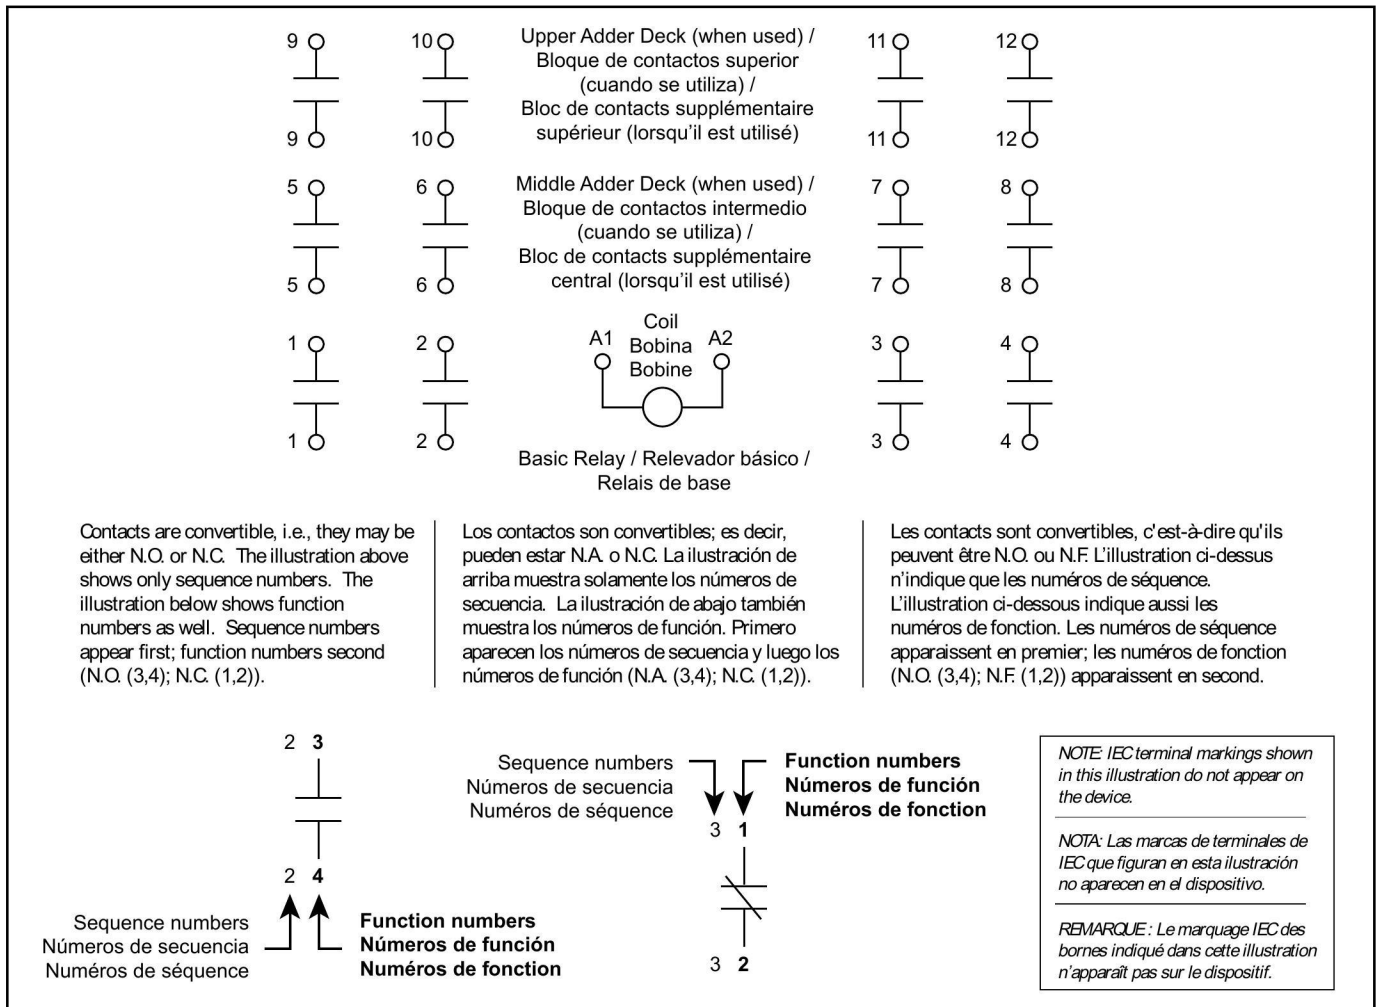 9 10 Upper Adder Deck (when used) / 11 12
Bloque de contactos superior
(cuando se utiliza) /
Bloc de contacts supplémentaire
supérieur (lorsqu'il est utilisé)
9 10 11 12
5 6 Middle Adder Deck (when used) / 7 8
Bloque de contactos intermedio
(cuando se utiliza) /
Bloc de contacts supplémentaire
central (lorsqu'il est utilisé)
5 6 7 8
Coil
1 2 A1 Bobina A2 3 4
Bobine
1 2 3 4
Basic Relay / Relevador básico /
Relais de base
Contacts are convertible, i.e., they may be
either N.O. or N.C. The illustration above
shows only sequence numbers. The
illustration below shows function
numbers as well. Sequence numbers
appear first; function numbers second
(N.O. (3,4); N.C. (1,2)).
Los contactos son convertibles; es decir,
pueden estar N.A. o N.C. La ilustración de
arriba muestra solamente los números de
secuencia. La ilustración de abajo también
muestra los números de función. Primero
aparecen los números de secuencia y luego los
números de función (N.A. (3,4); N.C. (1,2)).
Les contacts sont convertibles, c'est-à-dire qu'ils
peuvent être N.O. ou N.F. L'illustration ci-dessus
n'indique que les numéros de séquence.
L'illustration ci-dessous indique aussi les
numéros de fonction. Les numéros de séquence
apparaissent en premier; les numéros de fonction
(N.O. (3,4); N.F. (1,2)) apparaissent en second.
2 3
2 4
Sequence numbers
Números de secuencia
Numéros de séquence
Function numbers
Números de función
Numéros de fonction
Sequence numbers
Números de secuencia
Numéros de séquence
Function numbers
Números de función
Numéros de fonction
3 1
3 2
NOTE: IEC terminal markings shown
in this illustration do not appear on
the device.
NOTA: Las marcas de terminales de
IEC que figuran en esta ilustración
no aparecen en el dispositivo.
REMARQUE : Le marquage IEC des
bornes indiqué dans cette illustration
n'apparaît pas sur le dispositif.